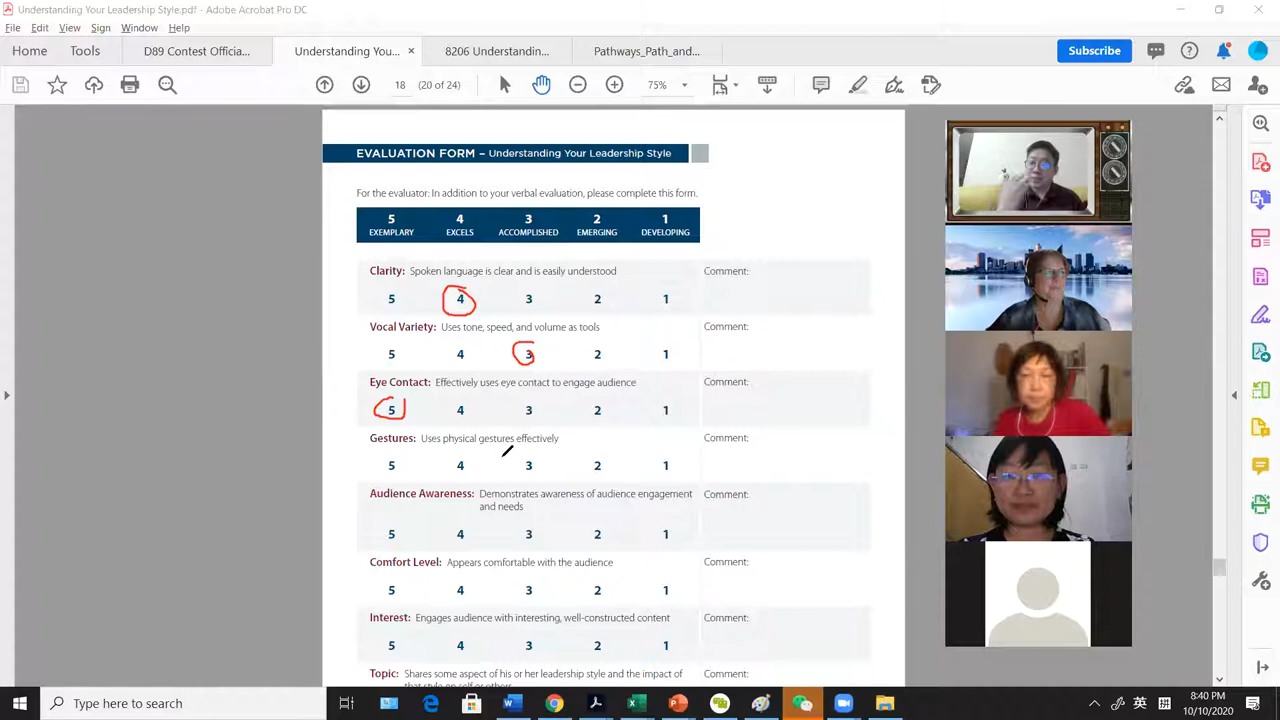 Understanding Your Leadership Style.pdf - Adobe Acrobat Pro DC
File Edit View Sign Window Help
Home Tools D89 Contest Officia... Understanding You... × 8206 Understandin... Pathways_Path_and... Subscribe
18 (20 of 24) 75%
EVALUATION FORM – Understanding Your Leadership Style
For the evaluator: In addition to your verbal evaluation, please complete this form.
5 4 3 2 1
EXEMPLARY EXCELS ACCOMPLISHED EMERGING DEVELOPING
Clarity: Spoken language is clear and is easily understood Comment:
5 4 3 2 1
Vocal Variety: Uses tone, speed, and volume as tools Comment:
5 4 3 2 1
Eye Contact: Effectively uses eye contact to engage audience Comment:
5 4 3 2 1
Gestures: Uses physical gestures effectively Comment:
5 4 3 2 1
Audience Awareness: Demonstrates awareness of audience engagement Comment:
and needs
5 4 3 2 1
Comfort Level: Appears comfortable with the audience Comment:
5 4 3 2 1
Interest: Engages audience with interesting, well-constructed content Comment:
5 4 3 2 1
Topic: Shares some aspect of his or her leadership style and the impact of Comment:
that style on self or others
Type here to search
英 拼 8:40 PM
10/10/2020